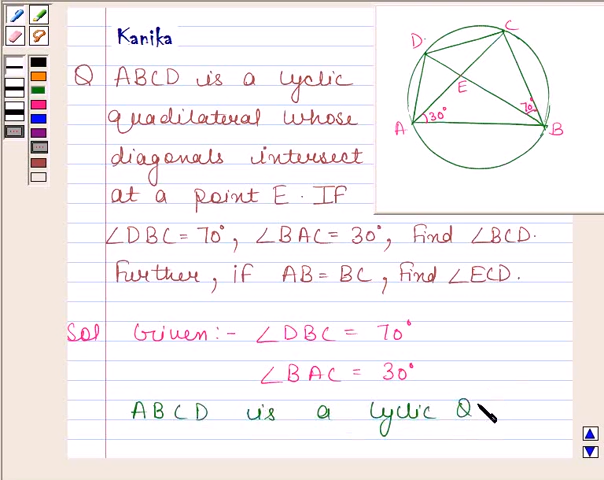 Kanika
Q ABCD is a cyclic
quadrilateral whose
diagonals intersect
at a point E. If
∠DBC = 70°, ∠BAC = 30°, find ∠BCD.
Further, if AB = BC, find ∠ECD.
Sol Given:- ∠DBC = 70°
∠BAC = 30°
ABCD is a cyclic Q
C
D
E
70°
A 30°
B